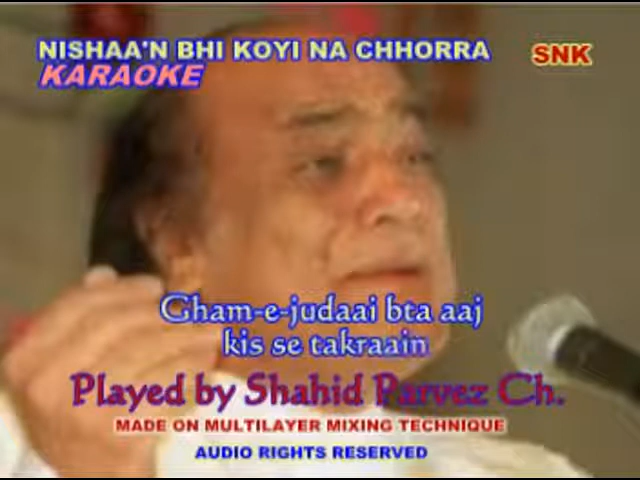 NISHAA'N BHI KOYI NA CHHORRA
SNK
KARAOKE
Gham-e-judaai bta aaj
kis se takraain
Played by Shahid Parvez Ch.
MADE ON MULTILAYER MIXING TECHNIQUE
AUDIO RIGHTS RESERVED